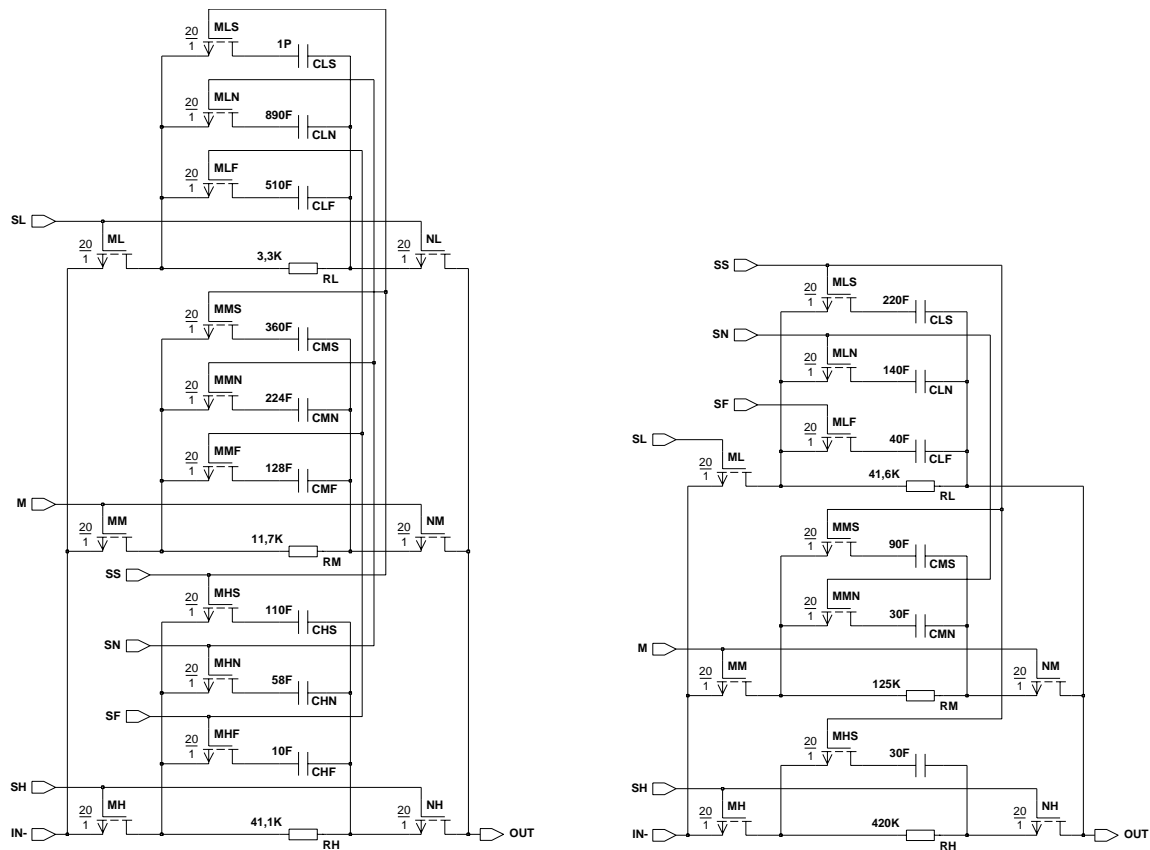 20
1
MLS
1P
CLS
20
1
MLN
890F
CLN
20
1
MLF
510F
CLF
SL
20
1
ML
3,3K
RL
20
1
NL
20
1
MMS
360F
CMS
20
1
MMN
224F
CMN
20
1
MMF
128F
CMF
M
20
1
MM
11,7K
RM
20
1
NM
SS
20
1
MHS
110F
CHS
SN
20
1
MHN
58F
CHN
SF
20
1
MHF
10F
CHF
SH
IN-
20
1
MH
41,1K
RH
20
1
NH
OUT
SS
20
1
MLS
220F
CLS
SN
20
1
MLN
140F
CLN
SF
20
1
MLF
40F
CLF
SL
20
1
ML
41,6K
RL
20
1
MMS
90F
CMS
20
1
MMN
30F
CMN
M
20
1
MM
125K
RM
20
1
NM
20
1
MHS
30F
SH
IN-
20
1
MH
420K
RH
20
1
NH
OUT